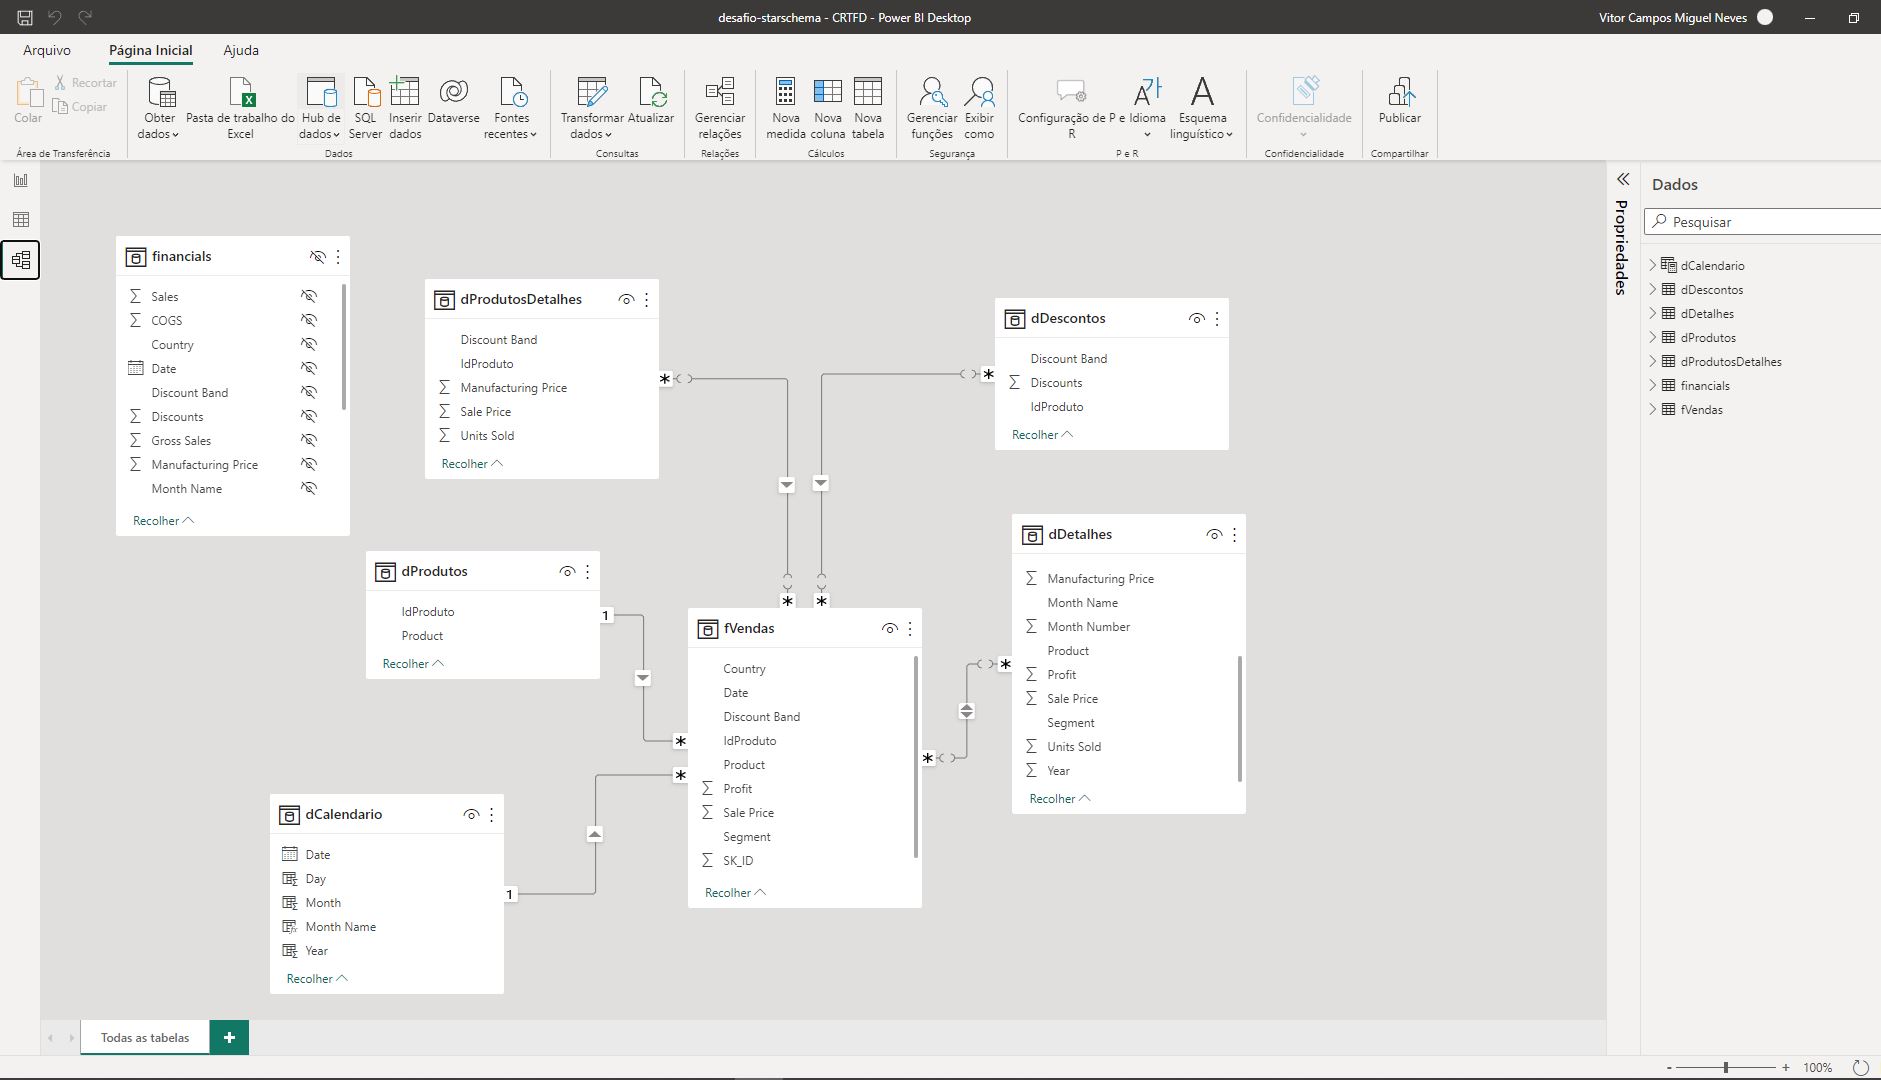 desafio-starschema - CRTFD - Power BI Desktop
Vitor Campos Miguel Neves
Arquivo
Página Inicial
Ajuda
Colar
Recortar
Copiar
Área de Transferência
Obter dados
Pasta de trabalho do Excel
Hub de dados
SQL Server
Inserir dados
Dataverse
Fontes recentes
Dados
Transformar dados
Atualizar
Consultas
Gerenciar relações
Relações
Nova medida
Nova coluna
Nova tabela
Cálculos
Gerenciar funções
Exibir como
Segurança
Configuração de P e R
Idioma
Esquema linguístico
P e R
Confidencialidade
Confidencialidade
Publicar
Compartilhar
financials
Sales
COGS
Country
Date
Discount Band
Discounts
Gross Sales
Manufacturing Price
Month Name
Recolher
dProdutosDetalhes
Discount Band
IdProduto
Manufacturing Price
Sale Price
Units Sold
Recolher
*
dDescontos
Discount Band
Discounts
IdProduto
Recolher
*
*
*
dProdutos
IdProduto
Product
Recolher
1
*
dCalendario
Date
Day
Month
Month Name
Year
Recolher
1
*
fVendas
Country
Date
Discount Band
IdProduto
Product
Profit
Sale Price
Segment
SK_ID
Recolher
*
*
dDetalhes
Manufacturing Price
Month Name
Month Number
Product
Profit
Sale Price
Segment
Units Sold
Year
Recolher
Propriedades
Dados
Pesquisar
dCalendario
dDescontos
dDetalhes
dProdutos
dProdutosDetalhes
financials
fVendas
Todas as tabelas
+
- + 100%